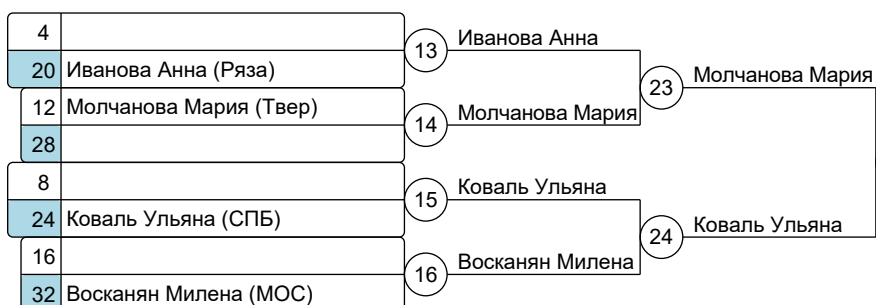 4
13 Иванова Анна
20 Иванова Анна (Ряза)
23 Молчанова Мария
12 Молчанова Мария (Твер)
14 Молчанова Мария
28
8
15 Коваль Ульяна
24 Коваль Ульяна (СПБ)
24 Коваль Ульяна
16
16 Восканян Милена
32 Восканян Милена (МОС)